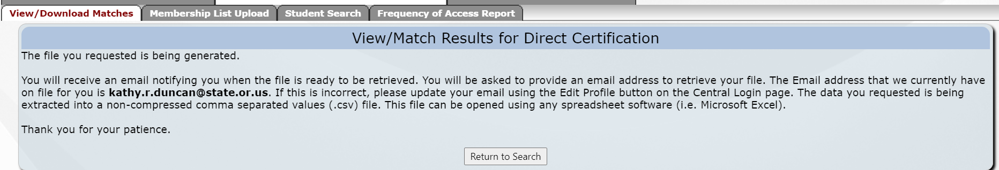 View/Download Matches Membership List Upload Student Search Frequency of Access Report
View/Match Results for Direct Certification
The file you requested is being generated.
You will receive an email notifying you when the file is ready to be retrieved. You will be asked to provide an email address to retrieve your file. The Email address that we currently have
on file for you is kathy.r.duncan@state.or.us. If this is incorrect, please update your email using the Edit Profile button on the Central Login page. The data you requested is being
extracted into a non-compressed comma separated values (.csv) file. This file can be opened using any spreadsheet software (i.e. Microsoft Excel).
Thank you for your patience.
Return to Search